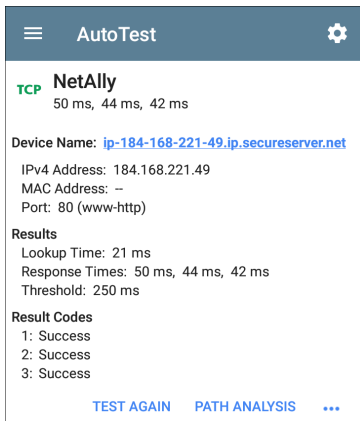 AutoTest
TCP NetAlly
50 ms, 44 ms, 42 ms
Device Name: ip-184-168-221-49.ip.secureserver.net
IPv4 Address: 184.168.221.49
MAC Address: --
Port: 80 (www-http)
Results
Lookup Time: 21 ms
Response Times: 50 ms, 44 ms, 42 ms
Threshold: 250 ms
Result Codes
1: Success
2: Success
3: Success
TEST AGAIN PATH ANALYSIS